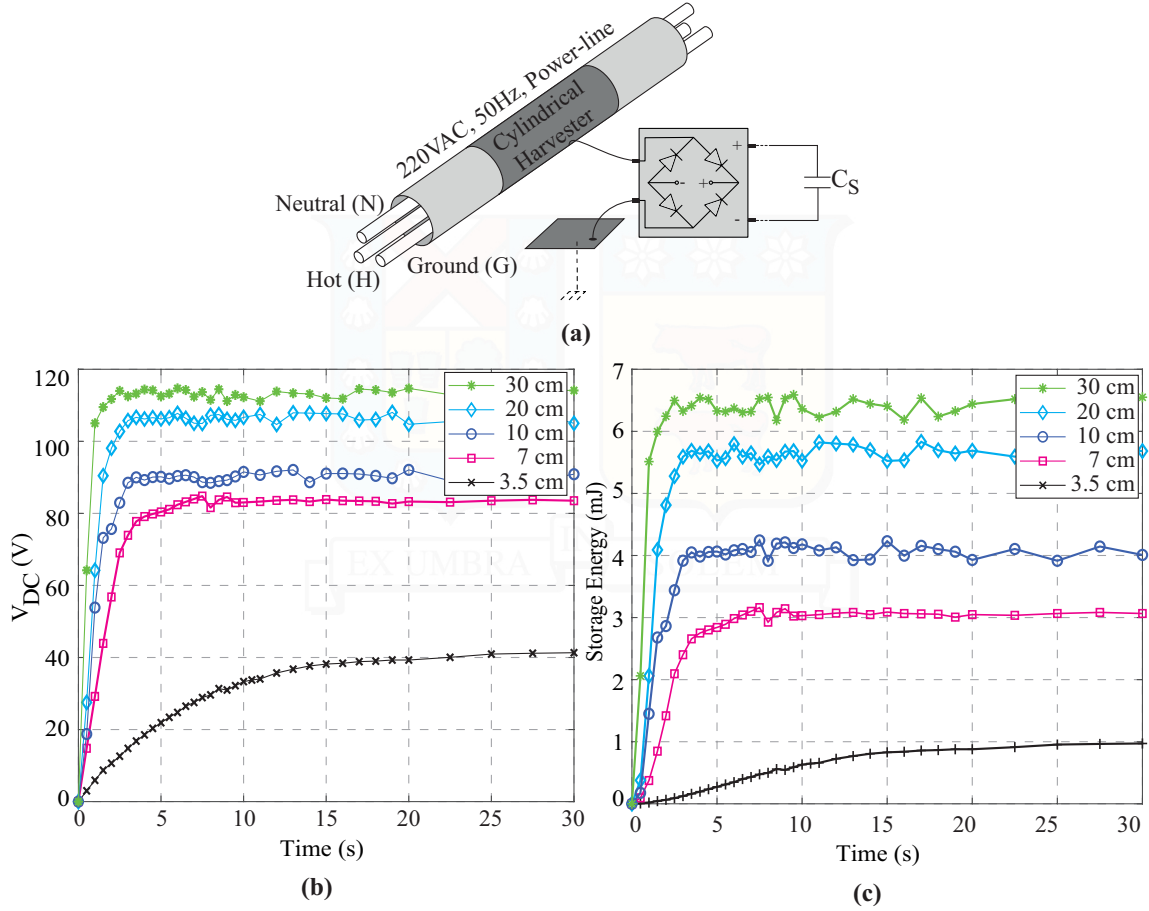 220VAC, 50Hz, Power-line
Cylindrical
Harvester
Neutral (N)
Hot (H)
Ground (G)
+
-
- +
C_S
(a)
V_DC (V)
120
100
80
60
40
20
0
0 5 10 15 20 25 30
Time (s)
30 cm
20 cm
10 cm
7 cm
3.5 cm
(b)
Storage Energy (mJ)
7
6
5
4
3
2
1
0
0 5 10 15 20 25 30
Time (s)
30 cm
20 cm
10 cm
7 cm
3.5 cm
(c)
EX UMBRA